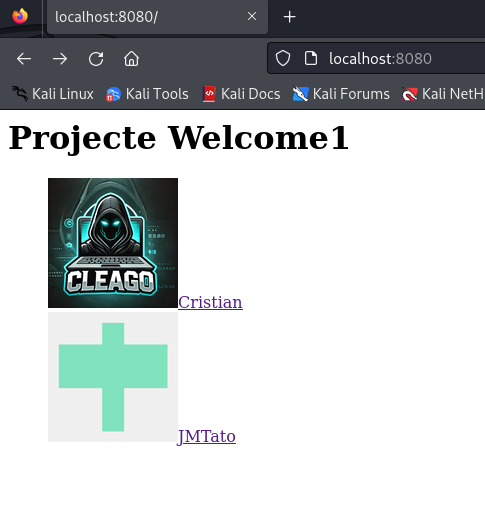 localhost:8080/
localhost:8080
Kali Linux Kali Tools Kali Docs Kali Forums Kali NetH
Projecte Welcome1
CLEAGO
Cristian
JMTato